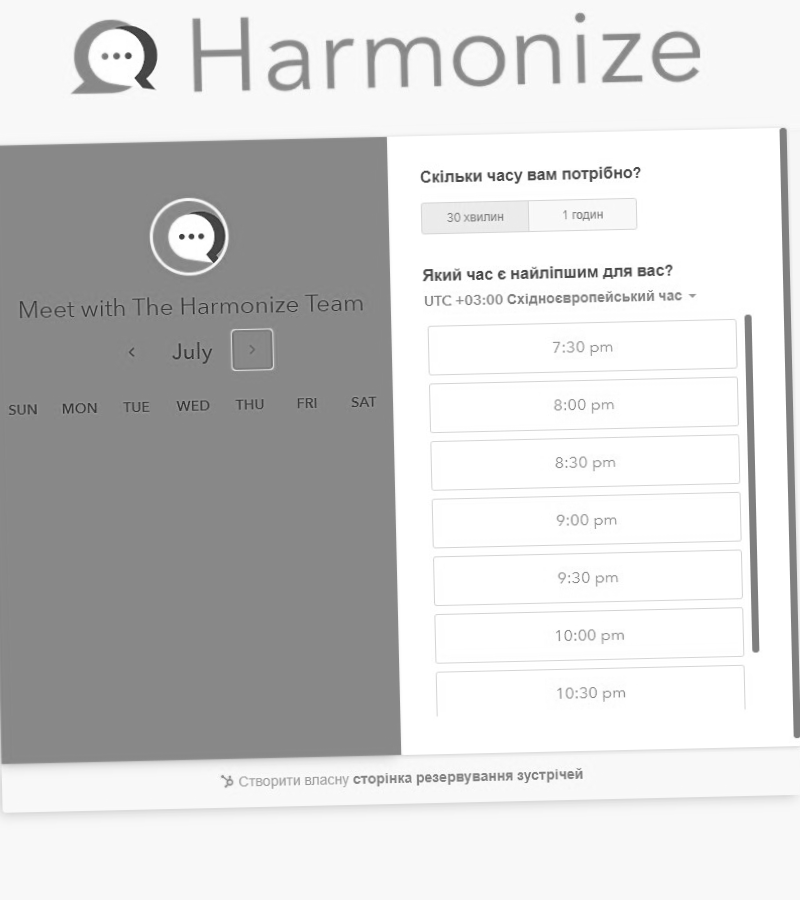 Harmonize
Meet with The Harmonize Team
July
SUN MON TUE WED THU FRI SAT
Скільки часу вам потрібно?
30 хвилин 1 годин
Який час є найліпшим для вас?
UTC +03:00 Східноєвропейський час
7:30 pm
8:00 pm
8:30 pm
9:00 pm
9:30 pm
10:00 pm
10:30 pm
Створити власну сторінка резервування зустрічей